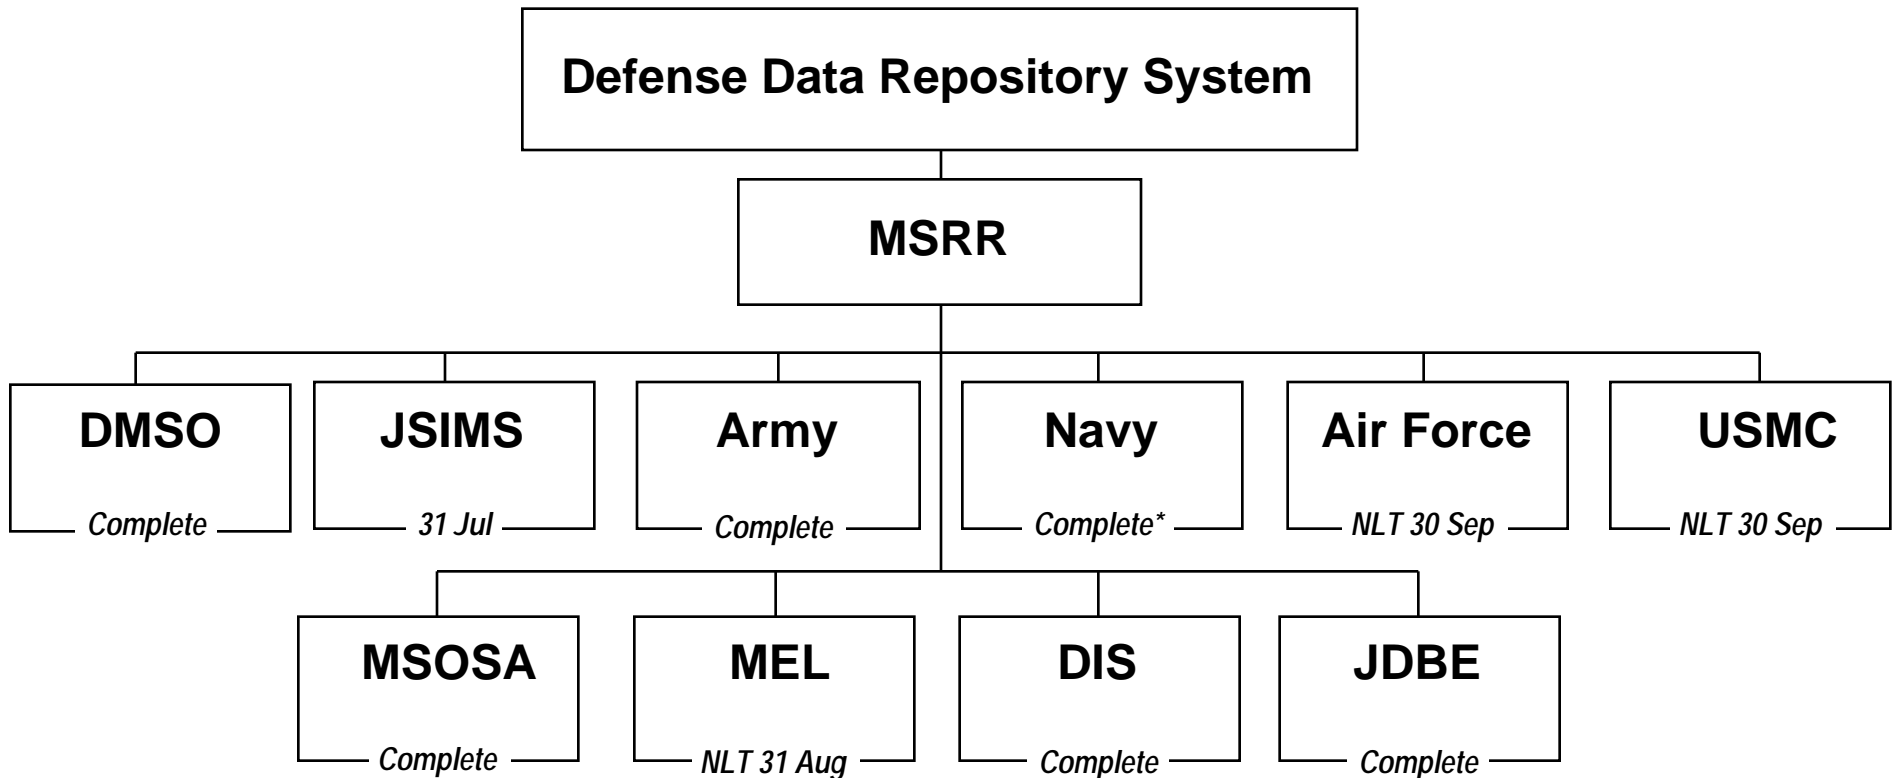 Defense Data Repository System
MSRR
DMSO
Complete
JSIMS
31 Jul
Army
Complete
Navy
Complete*
Air Force
NLT 30 Sep
USMC
NLT 30 Sep
MSOSA
Complete
MEL
NLT 31 Aug
DIS
Complete
JDBE
Complete